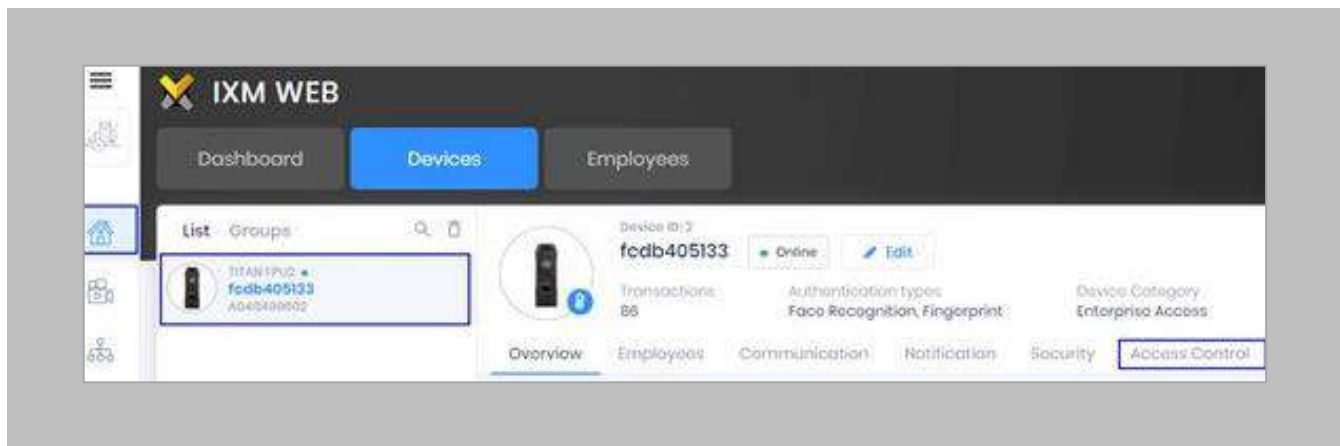 IXM WEB
Dashboard Devices Employees
List Groups
TITAN FPU2
fcdb405133
Device ID: 2
fcdb405133 Online Edit
Transactions Authentication types Device Category
86 Face Recognition, Fingerprint Enterprise Access
Overview Employees Communication Notification Security Access Control